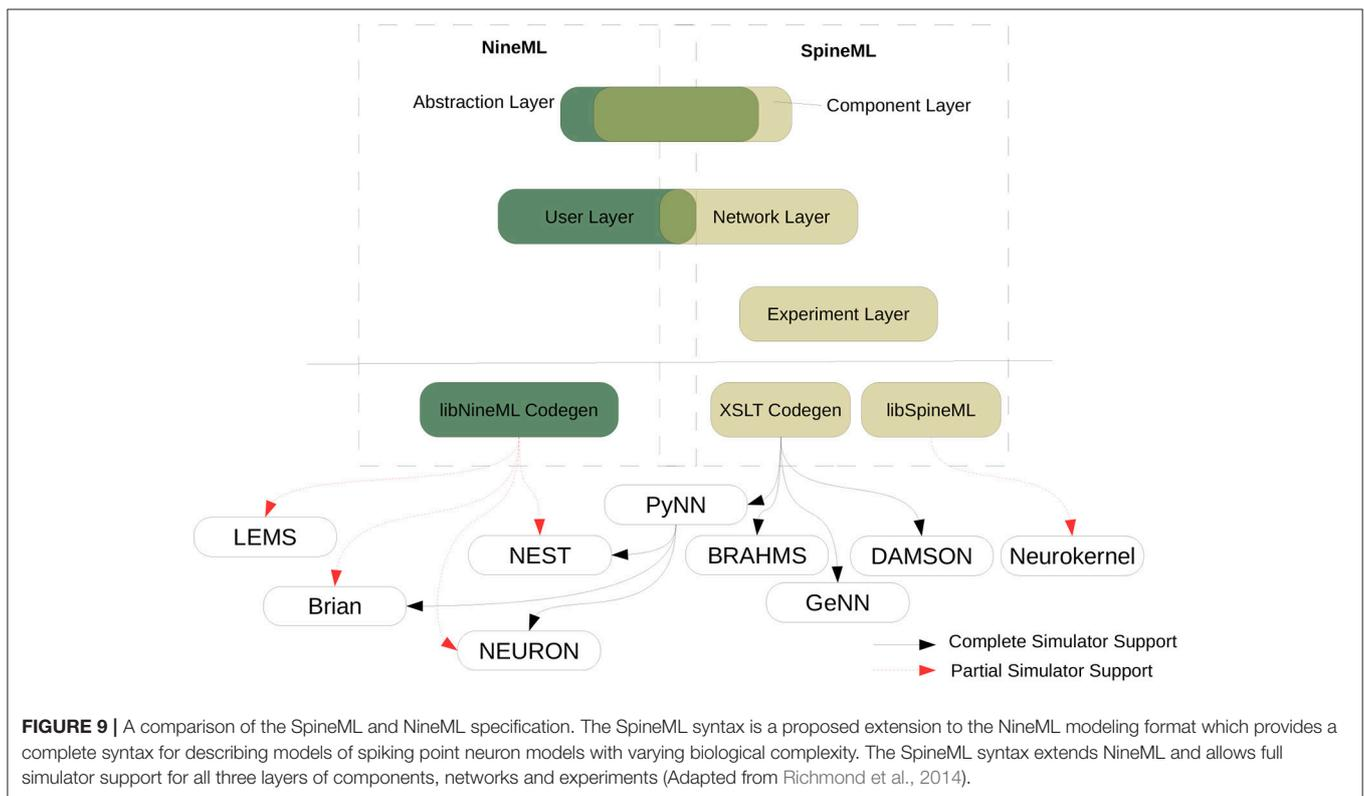 NineML
SpineML
Abstraction Layer
Component Layer
User Layer
Network Layer
Experiment Layer
libNineML Codegen
XSLT Codegen
libSpineML
PyNN
LEMS
NEST
BRAHMS
DAMSON
Neurokernel
Brian
GeNN
NEURON
Complete Simulator Support
Partial Simulator Support
FIGURE 9 | A comparison of the SpineML and NineML specification. The SpineML syntax is a proposed extension to the NineML modeling format which provides a
complete syntax for describing models of spiking point neuron models with varying biological complexity. The SpineML syntax extends NineML and allows full
simulator support for all three layers of components, networks and experiments (Adapted from Richmond et al., 2014).